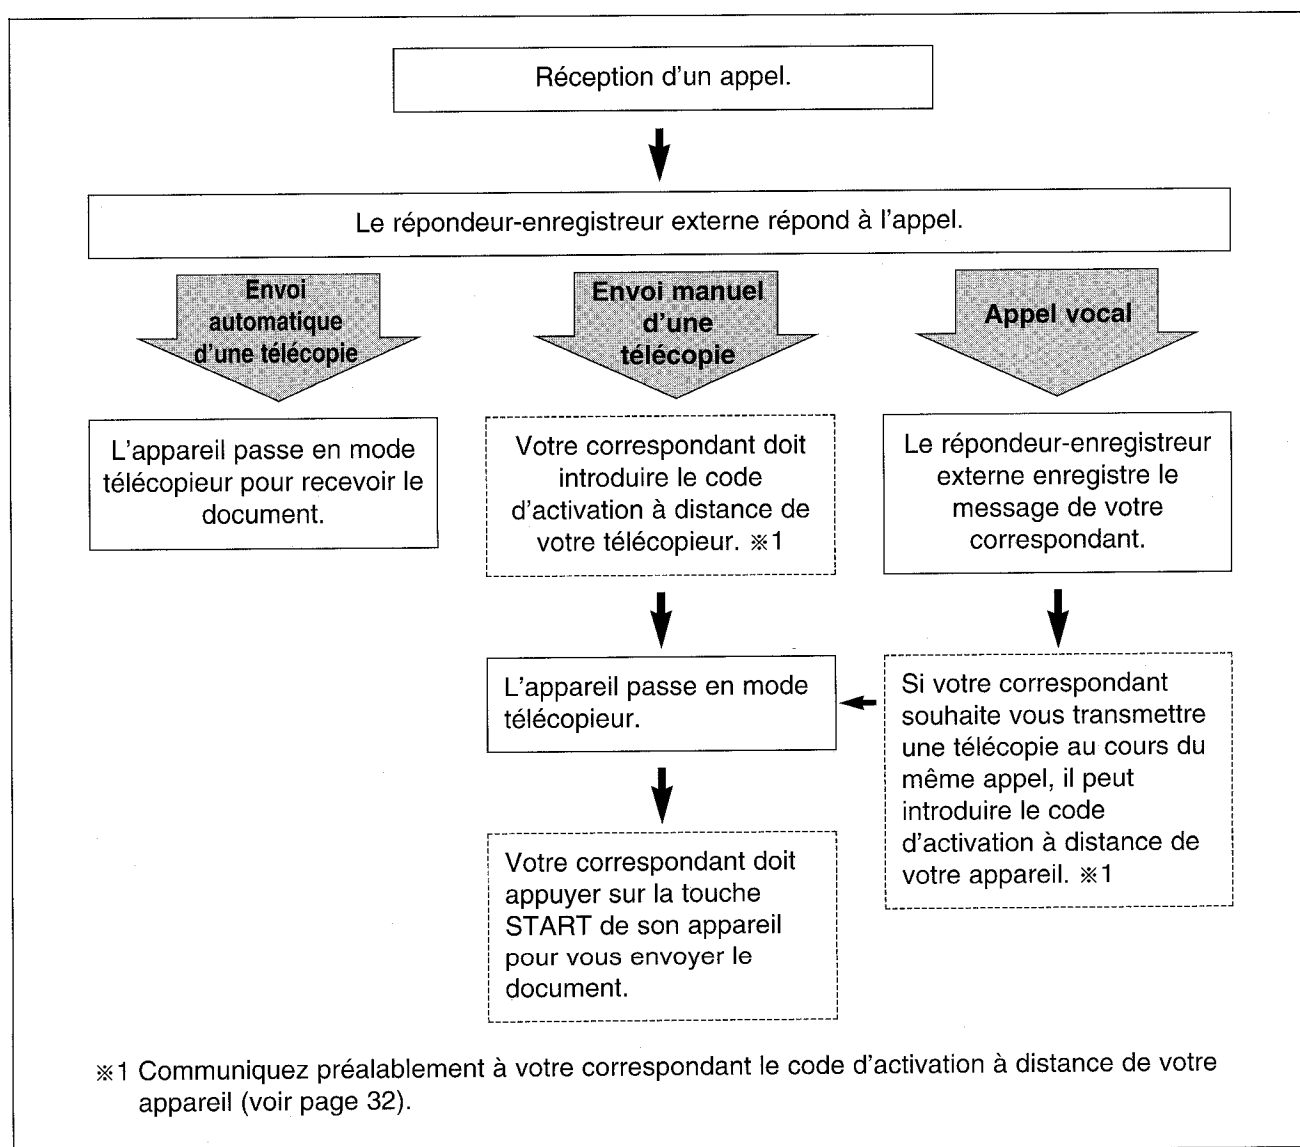 Réception d'un appel.
Le répondeur-enregistreur externe répond à l'appel.
Envoi
automatique
d'une télécopie
L'appareil passe en mode
télécopieur pour recevoir le
document.
Envoi manuel
d'une
télécopie
Votre correspondant doit
introduire le code
d'activation à distance de
votre télécopieur. ※1
L'appareil passe en mode
télécopieur.
Votre correspondant doit
appuyer sur la touche
START de son appareil
pour vous envoyer le
document.
Appel vocal
Le répondeur-enregistreur
externe enregistre le
message de votre
correspondant.
Si votre correspondant
souhaite vous transmettre
une télécopie au cours du
même appel, il peut
introduire le code
d'activation à distance de
votre appareil. ※1
※1 Communiquez préalablement à votre correspondant le code d'activation à distance de votre
appareil (voir page 32).